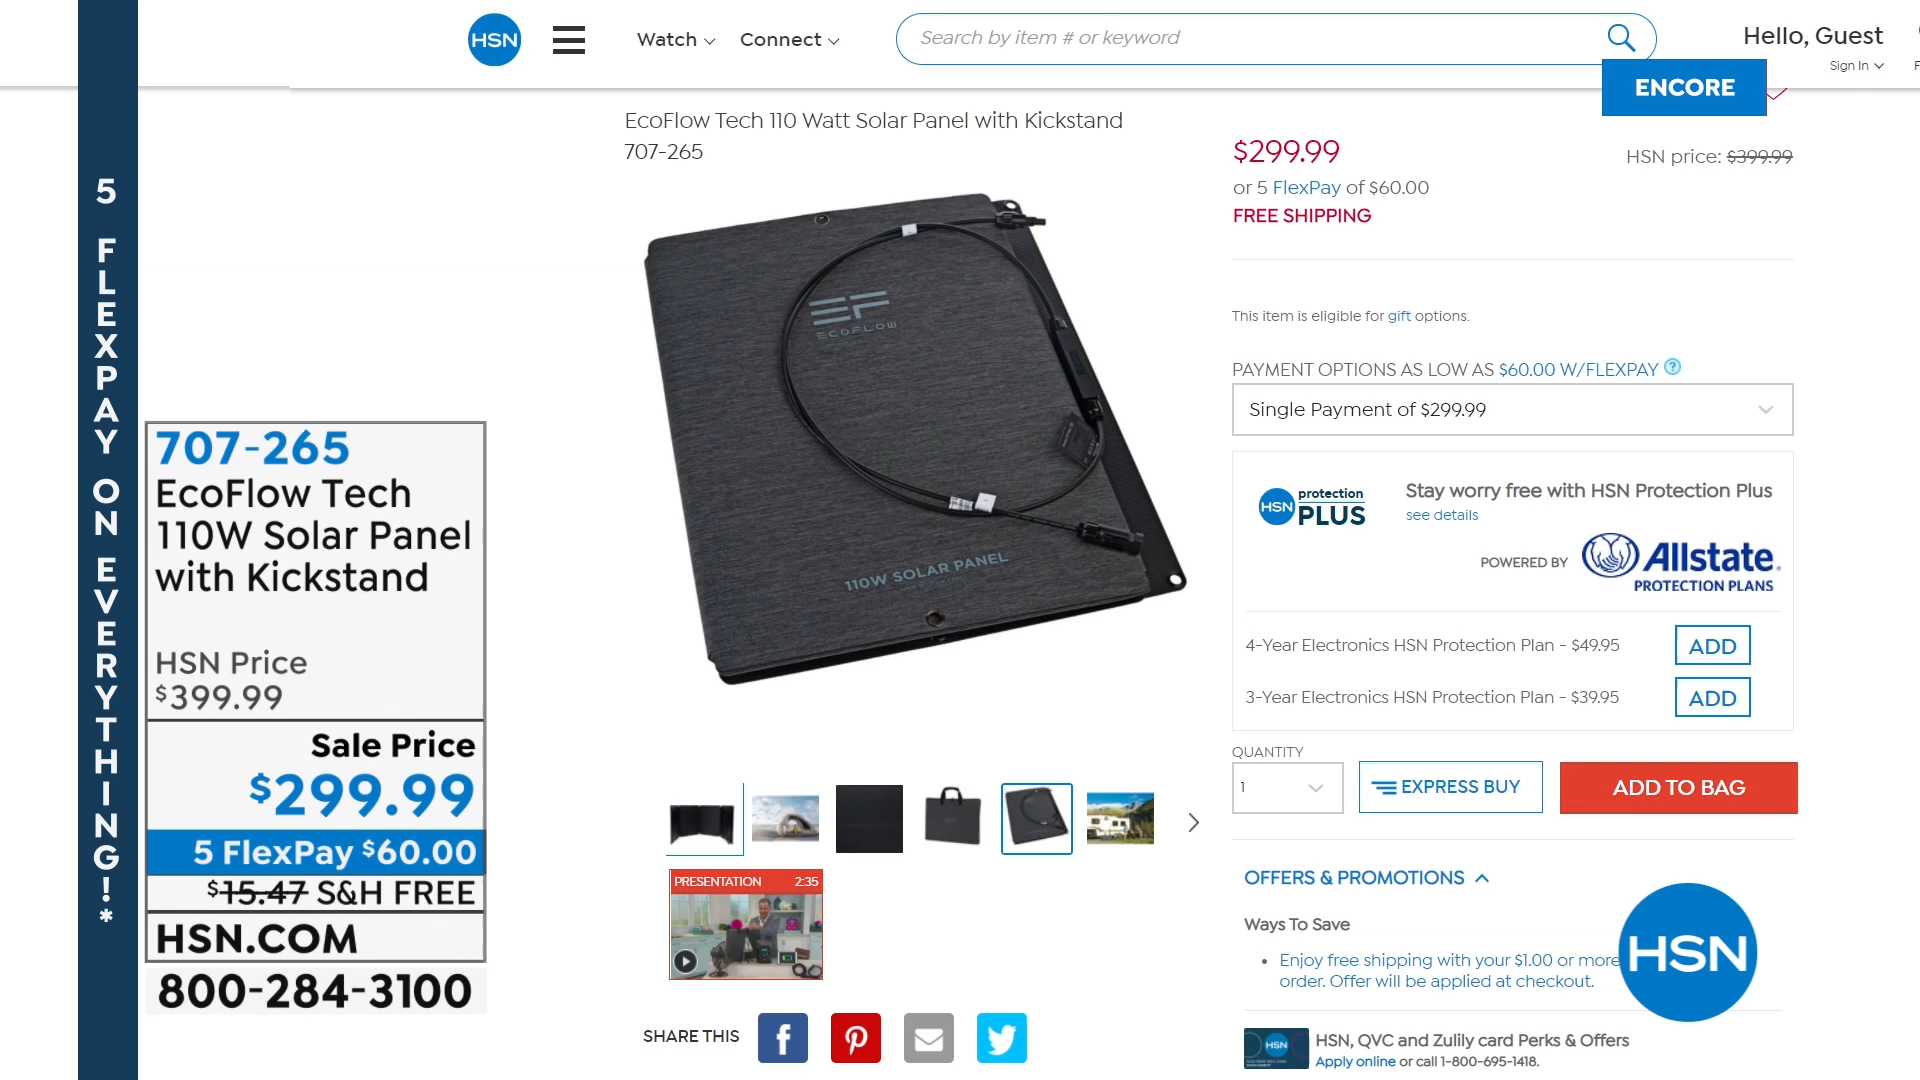 HSN
Watch
Connect
Search by item # or keyword
Hello, Guest
Sign In
F
ENCORE
5 FLEXPAY ON EVERYTHING!*
EcoFlow Tech 110 Watt Solar Panel with Kickstand
707-265
ECOFLOW
110W SOLAR PANEL
$299.99
HSN price: $399.99
or 5 FlexPay of $60.00
FREE SHIPPING
This item is eligible for gift options.
PAYMENT OPTIONS AS LOW AS $60.00 W/FLEXPAY ?
Single Payment of $299.99
HSN protection PLUS
Stay worry free with HSN Protection Plus
see details
POWERED BY
Allstate
PROTECTION PLANS
4-Year Electronics HSN Protection Plan - $49.95
ADD
3-Year Electronics HSN Protection Plan - $39.95
ADD
QUANTITY
1
EXPRESS BUY
ADD TO BAG
OFFERS & PROMOTIONS
Ways To Save
• Enjoy free shipping with your $1.00 or more
order. Offer will be applied at checkout.
HSN
HSN
HSN, QVC and Zulily card Perks & Offers
Apply online or call 1-800-695-1418.
707-265
EcoFlow Tech
110W Solar Panel
with Kickstand
HSN Price
$399.99
Sale Price
$299.99
5 FlexPay $60.00
$15.47 S&H FREE
HSN.COM
800-284-3100
PRESENTATION 2:35
SHARE THIS